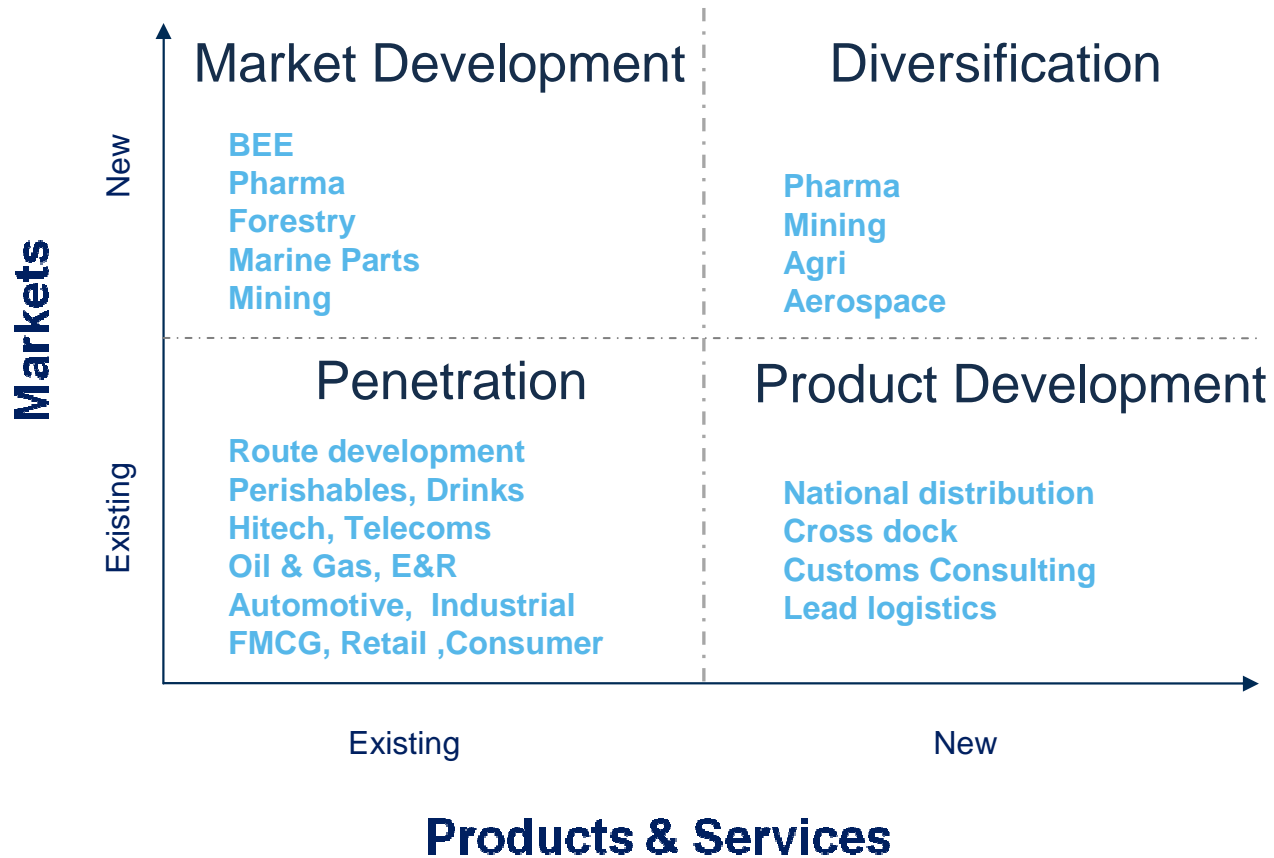 Market Development
BEE
Pharma
Forestry
Marine Parts
Mining
Diversification
Pharma
Mining
Agri
Aerospace
New
Markets
Existing
Penetration
Route development
Perishables, Drinks
Hitech, Telecoms
Oil & Gas, E&R
Automotive,  Industrial
FMCG, Retail ,Consumer
Product Development
National distribution
Cross dock
Customs Consulting
Lead logistics
Existing
New
Products & Services